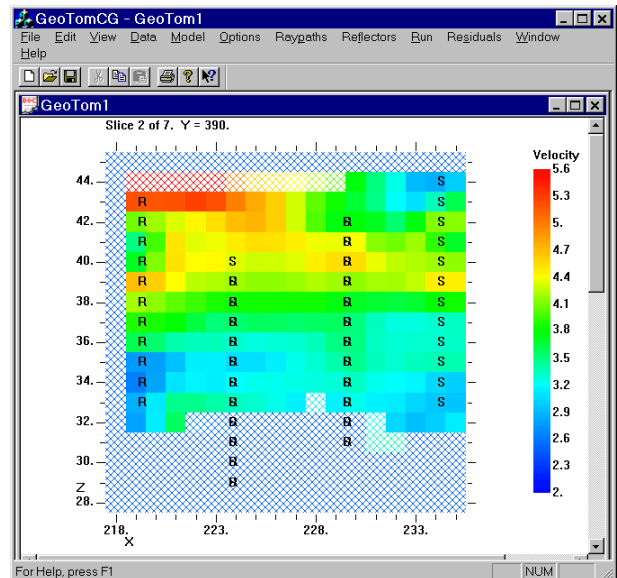 GeoTomCG - GeoTom1
File Edit View Data Model Options Raypaths Reflectors Run Residuals Window
Help
GeoTom1
Slice 2 of 7. Y = 390.
44. S
R S
42. R S
R S
40. R S S
R S
38. R S
R S
36. R S
R S
34. R S
R S
32.
30.
Z
28.
218. 223. 228. 233.
X
Velocity
5.6
5.3
5.
4.7
4.4
4.1
3.8
3.5
3.2
2.9
2.6
2.3
2.
For Help, press F1
NUM